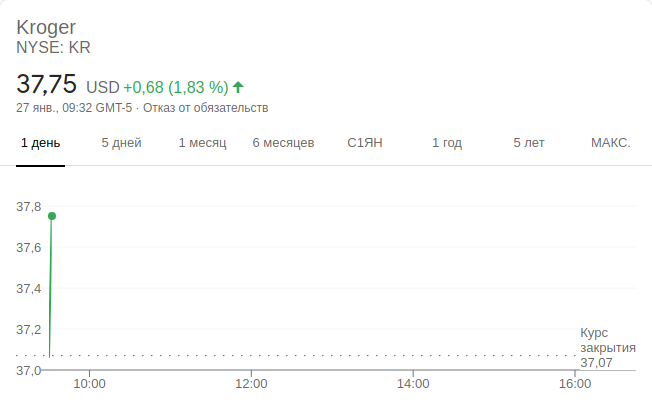 Kroger
NYSE: KR
37,75 USD +0,68 (1,83 %)
27 янв., 09:32 GMT-5 · Отказ от обязательств
1 день 5 дней 1 месяц 6 месяцев С1ЯН 1 год 5 лет МАКС.
37,8
37,6
37,4
37,2
37,0
Курс
закрытия
37,07
10:00 12:00 14:00 16:00